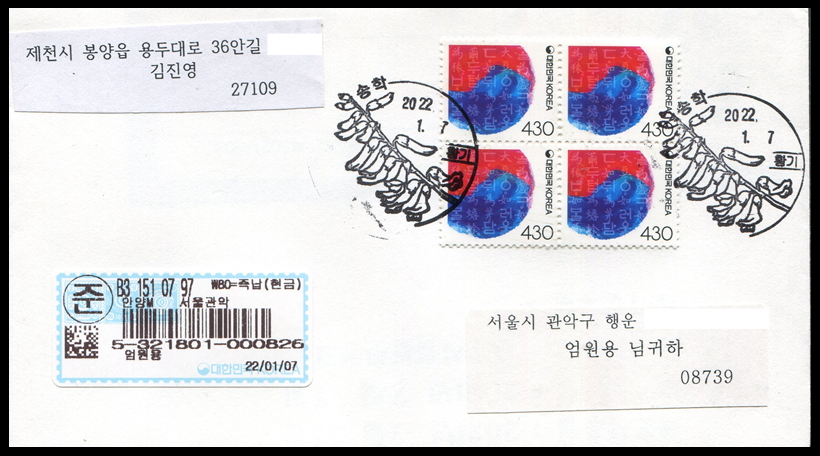 제천시 봉양읍 용두대로 36안길
김진영
27109
송학
2022
1. 7
황기
대한민국 KOREA
430
대한민국 KOREA
430
대한민국 KOREA
430
대한민국 KOREA
430
송학
2022.
1. 7
황기
준
B3 151 07 97 W80=즉납(현금)
안양M 서울관악
5-321801-000826
엄원용
22/01/07
대한민국 KOREA
서울시 관악구 행운
엄원용 님귀하
08739